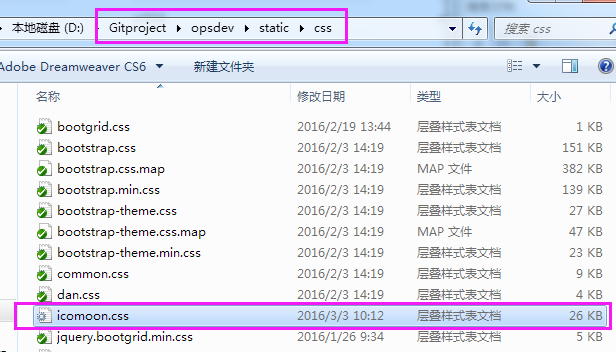 本地磁盘 (D:) ▸ Gitproject ▸ opsdev ▸ static ▸ css 搜索 css
Adobe Dreamweaver CS6 新建文件夹
名称 修改日期 类型 大小
bootgrid.css 2016/2/19 13:44 层叠样式表文档 1 KB
bootstrap.css 2016/2/3 14:19 层叠样式表文档 151 KB
bootstrap.css.map 2016/2/3 14:19 MAP 文件 382 KB
bootstrap.min.css 2016/2/3 14:19 层叠样式表文档 139 KB
bootstrap-theme.css 2016/2/3 14:19 层叠样式表文档 27 KB
bootstrap-theme.css.map 2016/2/3 14:19 MAP 文件 47 KB
bootstrap-theme.min.css 2016/2/3 14:19 层叠样式表文档 23 KB
common.css 2016/2/3 14:19 层叠样式表文档 9 KB
dan.css 2016/2/3 14:19 层叠样式表文档 4 KB
icomoon.css 2016/3/3 10:12 层叠样式表文档 26 KB
jquery.bootgrid.min.css 2016/1/26 9:34 层叠样式表文档 5 KB